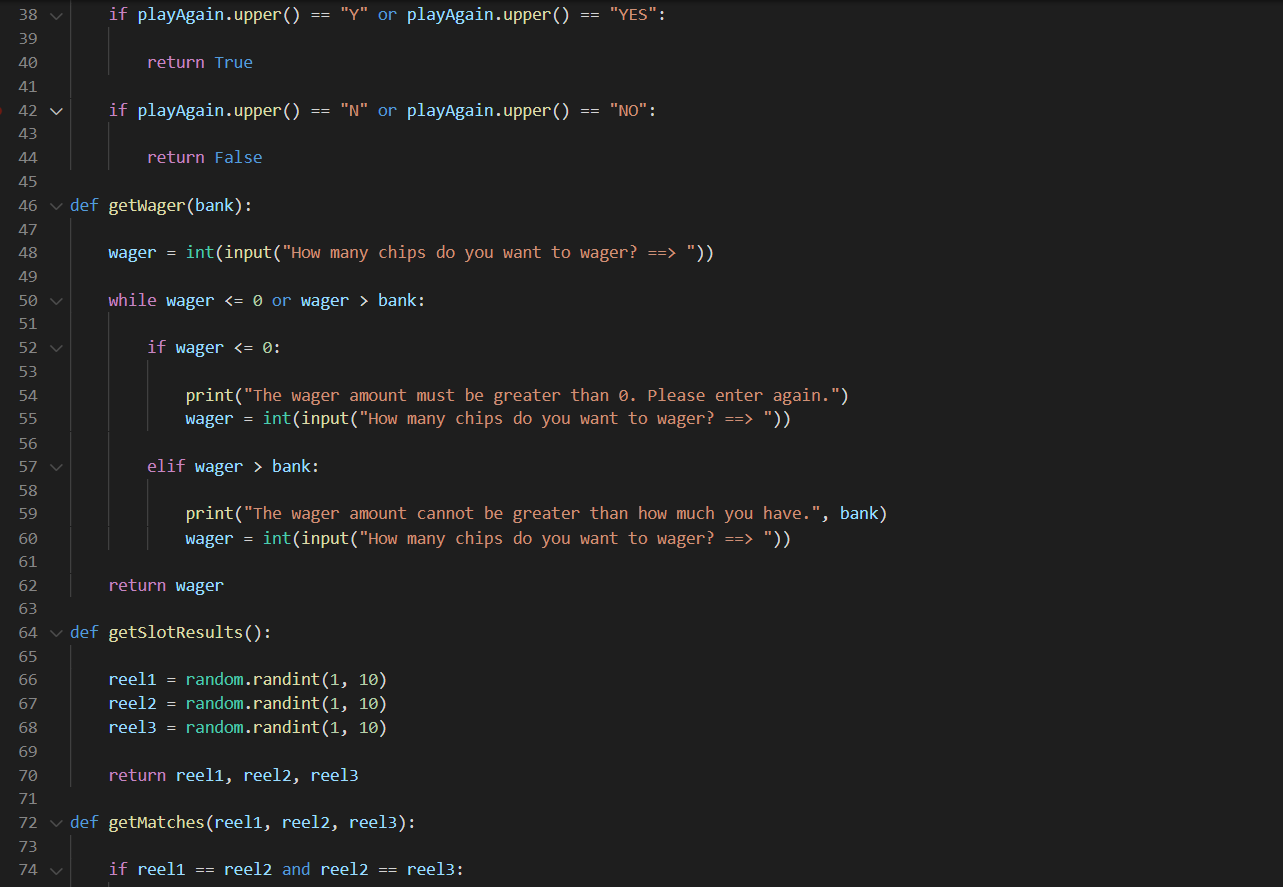 38 if playAgain.upper() == "Y" or playAgain.upper() == "YES":
39
40 return True
41
42 if playAgain.upper() == "N" or playAgain.upper() == "NO":
43
44 return False
45
46 def getWager(bank):
47
48 wager = int(input("How many chips do you want to wager? ==> "))
49
50 while wager <= 0 or wager > bank:
51
52 if wager <= 0:
53
54 print("The wager amount must be greater than 0. Please enter again.")
55 wager = int(input("How many chips do you want to wager? ==> "))
56
57 elif wager > bank:
58
59 print("The wager amount cannot be greater than how much you have.", bank)
60 wager = int(input("How many chips do you want to wager? ==> "))
61
62 return wager
63
64 def getSlotResults():
65
66 reel1 = random.randint(1, 10)
67 reel2 = random.randint(1, 10)
68 reel3 = random.randint(1, 10)
69
70 return reel1, reel2, reel3
71
72 def getMatches(reel1, reel2, reel3):
73
74 if reel1 == reel2 and reel2 == reel3: